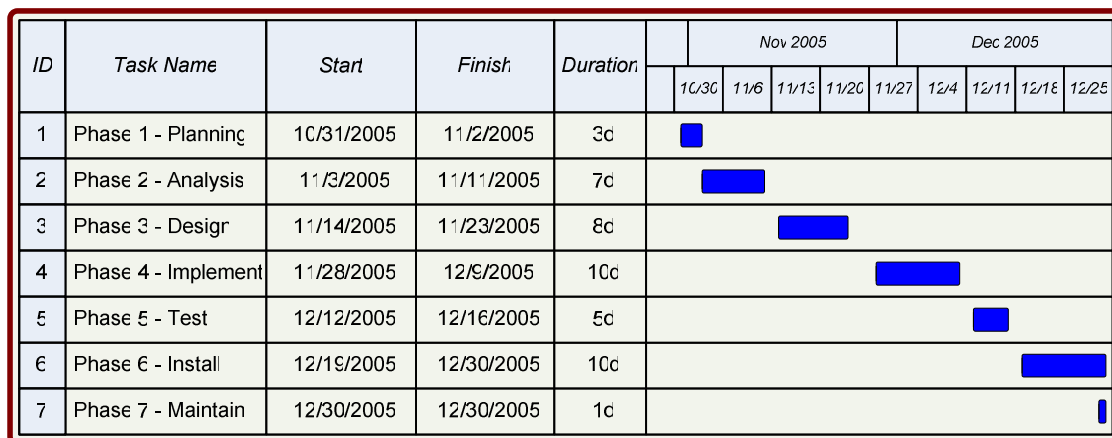 ID Task Name Start Finish Duration Nov 2005 Dec 2005
10/30 11/6 11/13 11/20 11/27 12/4 12/11 12/18 12/25
1 Phase 1 - Planning 10/31/2005 11/2/2005 3d
2 Phase 2 - Analysis 11/3/2005 11/11/2005 7d
3 Phase 3 - Design 11/14/2005 11/23/2005 8d
4 Phase 4 - Implement 11/28/2005 12/9/2005 10d
5 Phase 5 - Test 12/12/2005 12/16/2005 5d
6 Phase 6 - Install 12/19/2005 12/30/2005 10d
7 Phase 7 - Maintain 12/30/2005 12/30/2005 1d